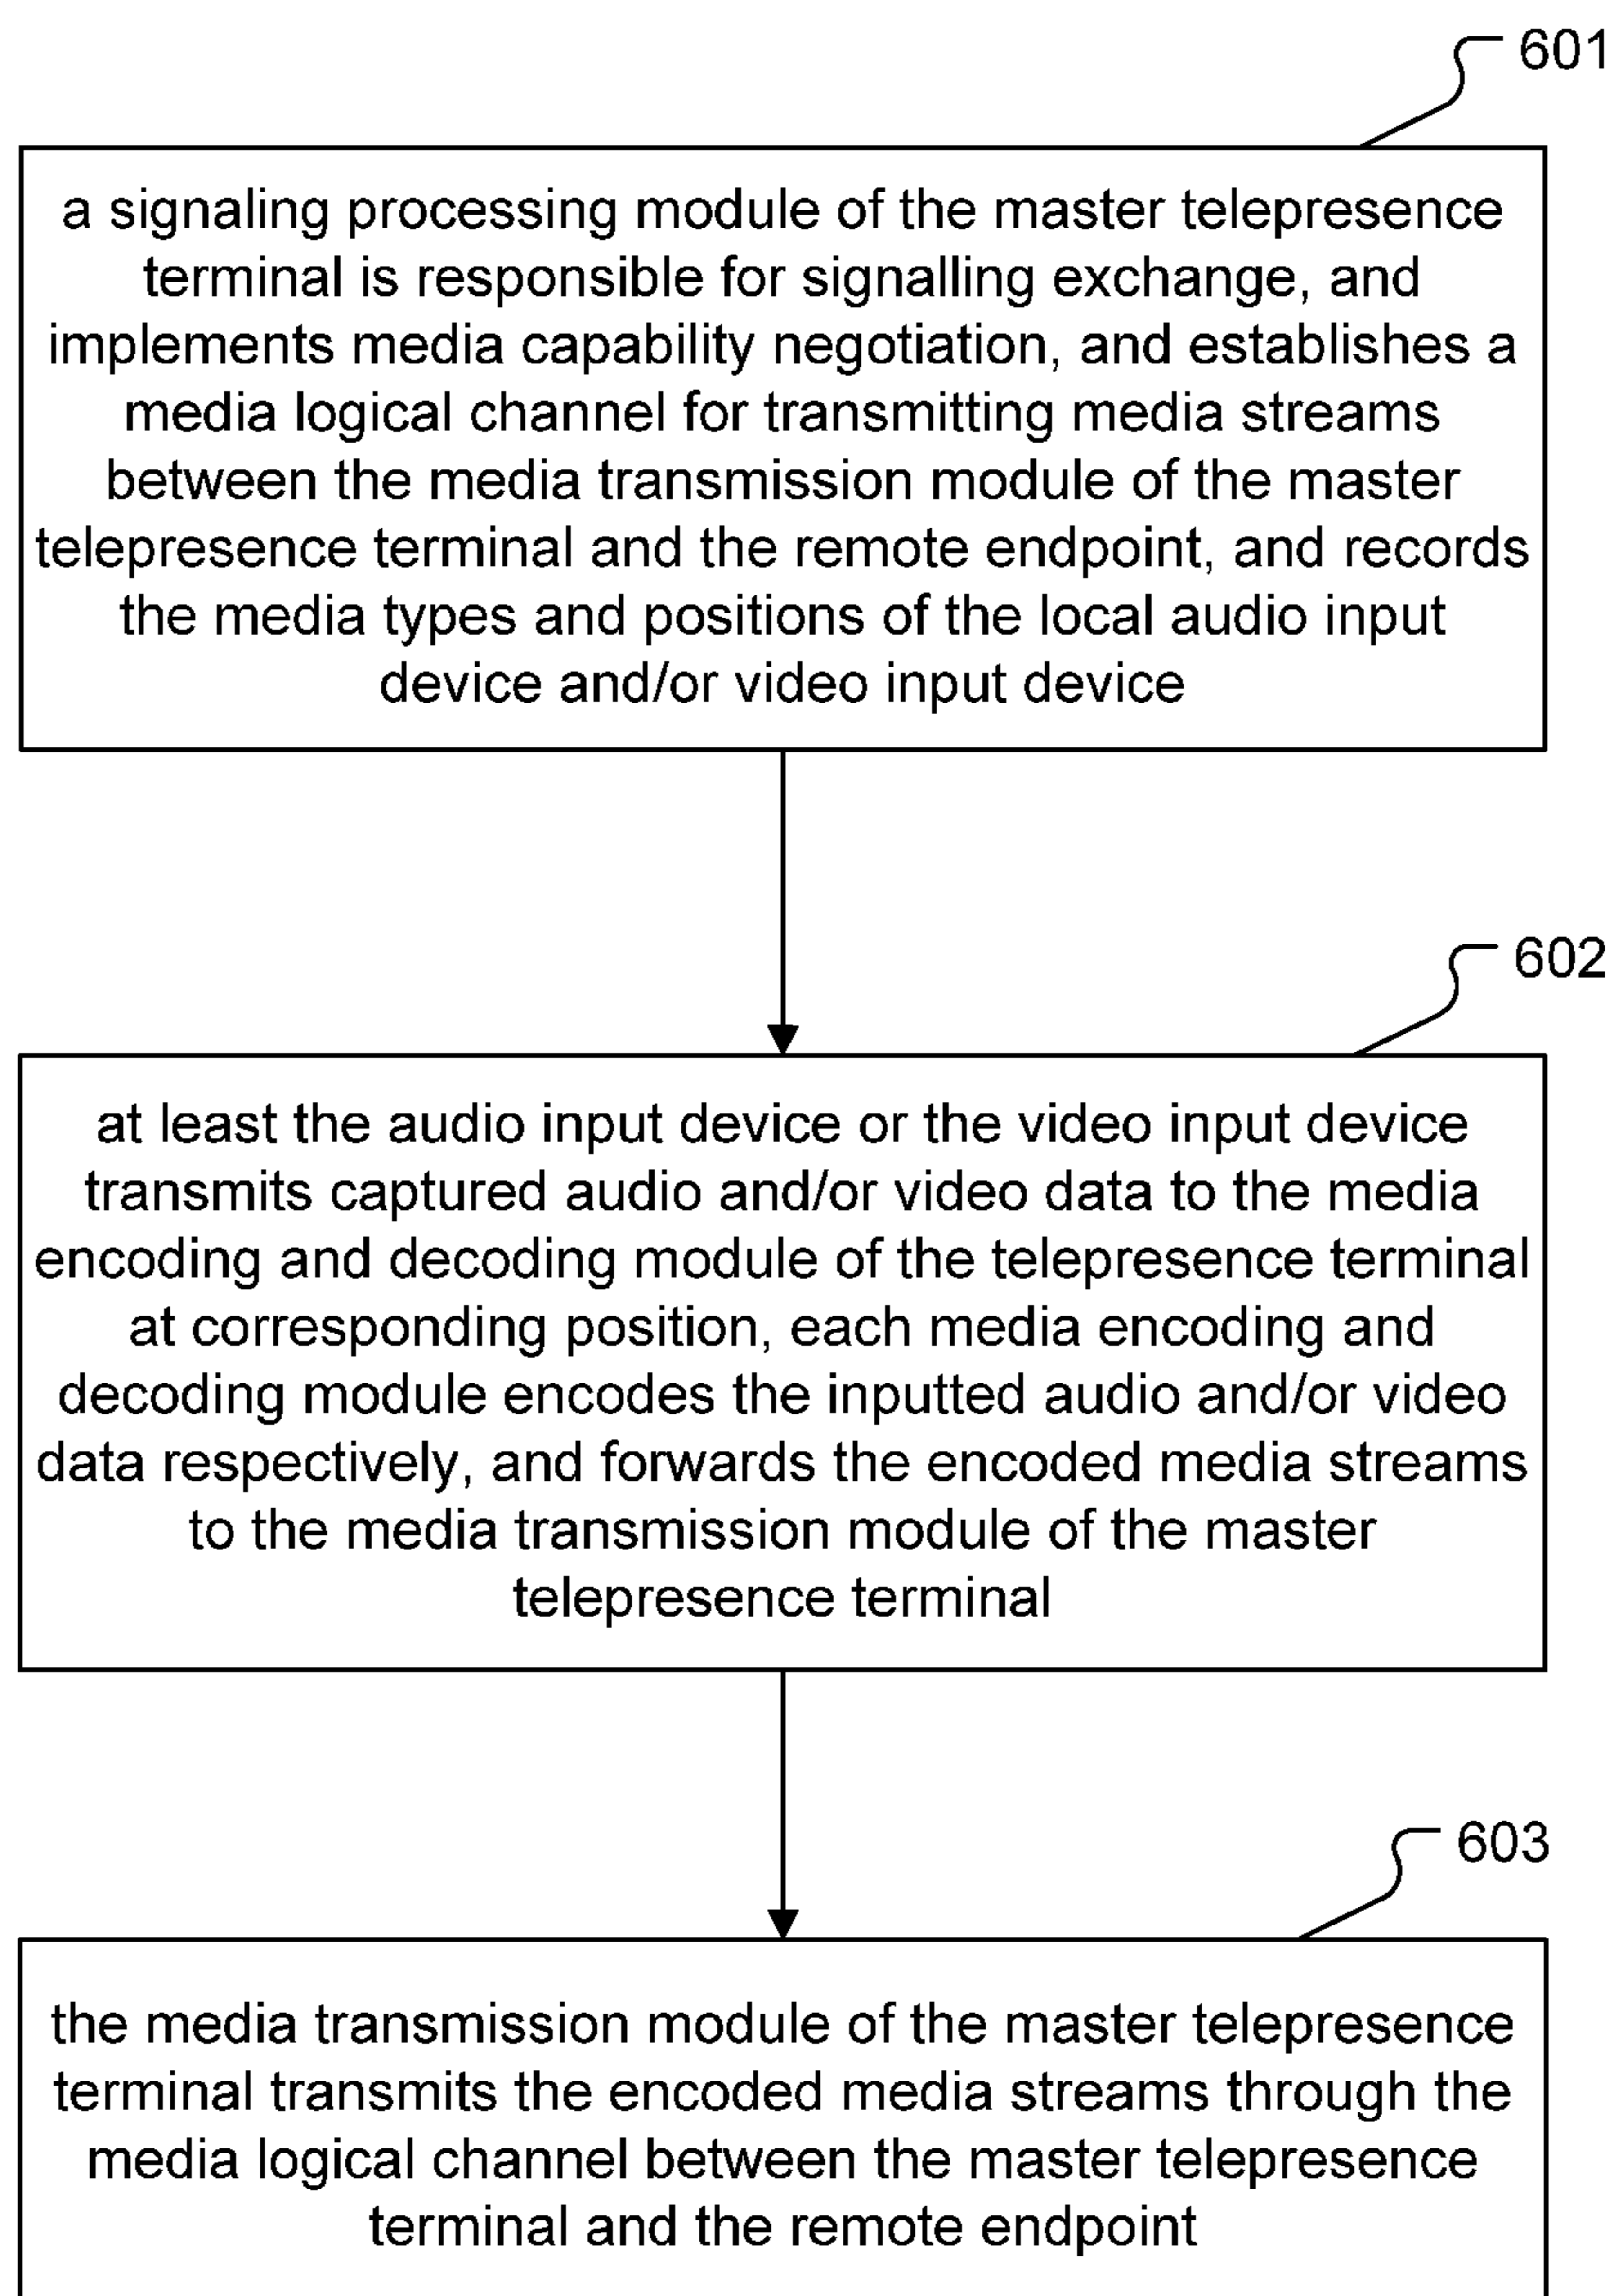 601
a signaling processing module of the master telepresence
terminal is responsible for signalling exchange, and
implements media capability negotiation, and establishes a
media logical channel for transmitting media streams
between the media transmission module of the master
telepresence terminal and the remote endpoint, and records
the media types and positions of the local audio input
device and/or video input device
602
at least the audio input device or the video input device
transmits captured audio and/or video data to the media
encoding and decoding module of the telepresence terminal
at corresponding position, each media encoding and
decoding module encodes the inputted audio and/or video
data respectively, and forwards the encoded media streams
to the media transmission module of the master
telepresence terminal
603
the media transmission module of the master telepresence
terminal transmits the encoded media streams through the
media logical channel between the master telepresence
terminal and the remote endpoint